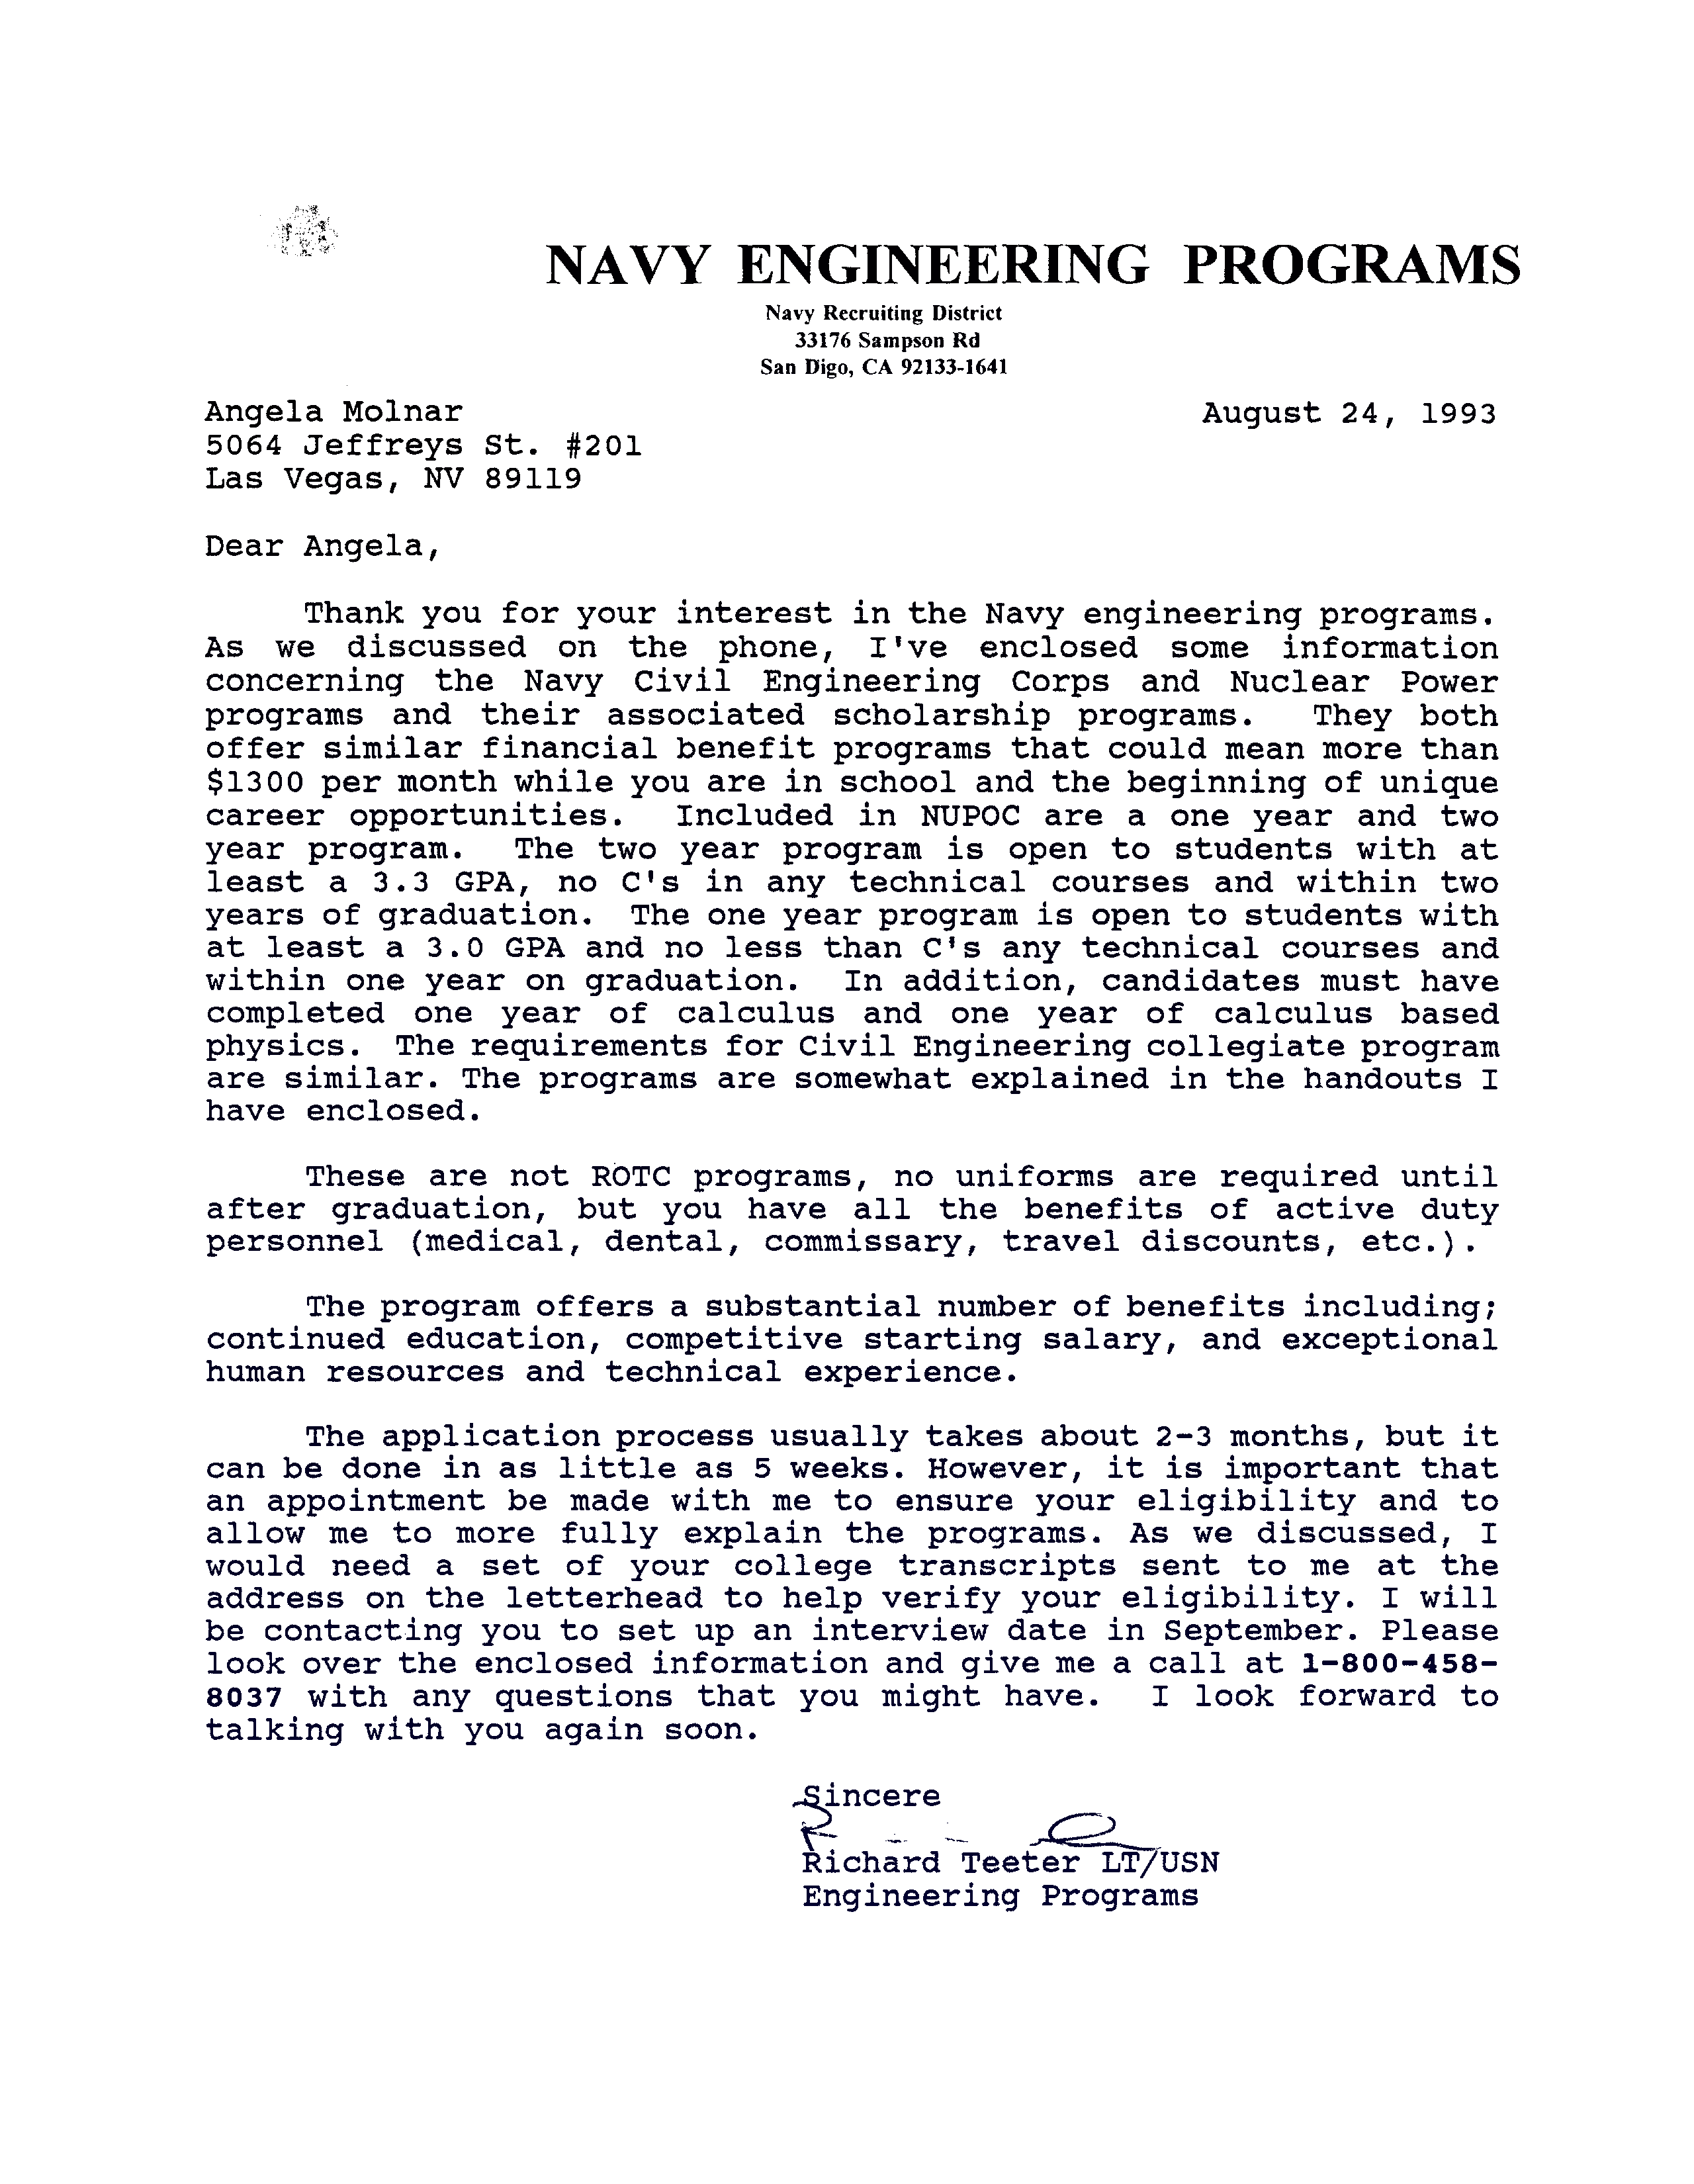 NAVY ENGINEERING PROGRAMS
Navy Recruiting District
33176 Sampson Rd
San Digo, CA 92133-1641
Angela Molnar August 24, 1993
5064 Jeffreys St. #201
Las Vegas, NV 89119
Dear Angela,
Thank you for your interest in the Navy engineering programs.
As we discussed on the phone, I've enclosed some information
concerning the Navy Civil Engineering Corps and Nuclear Power
programs and their associated scholarship programs. They both
offer similar financial benefit programs that could mean more than
$1300 per month while you are in school and the beginning of unique
career opportunities. Included in NUPOC are a one year and two
year program. The two year program is open to students with at
least a 3.3 GPA, no C's in any technical courses and within two
years of graduation. The one year program is open to students with
at least a 3.0 GPA and no less than C's any technical courses and
within one year on graduation. In addition, candidates must have
completed one year of calculus and one year of calculus based
physics. The requirements for Civil Engineering collegiate program
are similar. The programs are somewhat explained in the handouts I
have enclosed.
These are not ROTC programs, no uniforms are required until
after graduation, but you have all the benefits of active duty
personnel (medical, dental, commissary, travel discounts, etc.).
The program offers a substantial number of benefits including;
continued education, competitive starting salary, and exceptional
human resources and technical experience.
The application process usually takes about 2-3 months, but it
can be done in as little as 5 weeks. However, it is important that
an appointment be made with me to ensure your eligibility and to
allow me to more fully explain the programs. As we discussed, I
would need a set of your college transcripts sent to me at the
address on the letterhead to help verify your eligibility. I will
be contacting you to set up an interview date in September. Please
look over the enclosed information and give me a call at 1-800-458-
8037 with any questions that you might have. I look forward to
talking with you again soon.
Sincere
Richard Teeter LT/USN
Engineering Programs